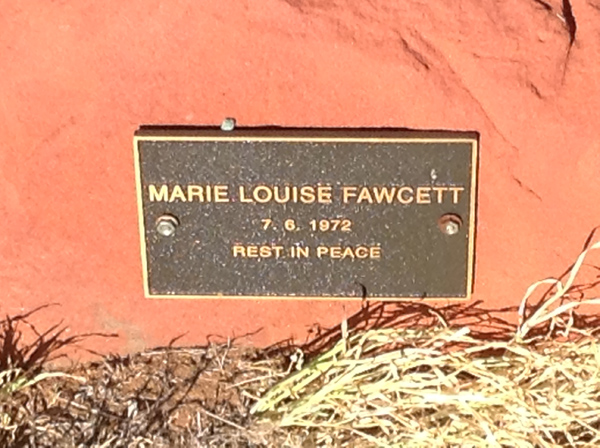 MARIE LOUISE FAWCETT
7. 6. 1972
REST IN PEACE